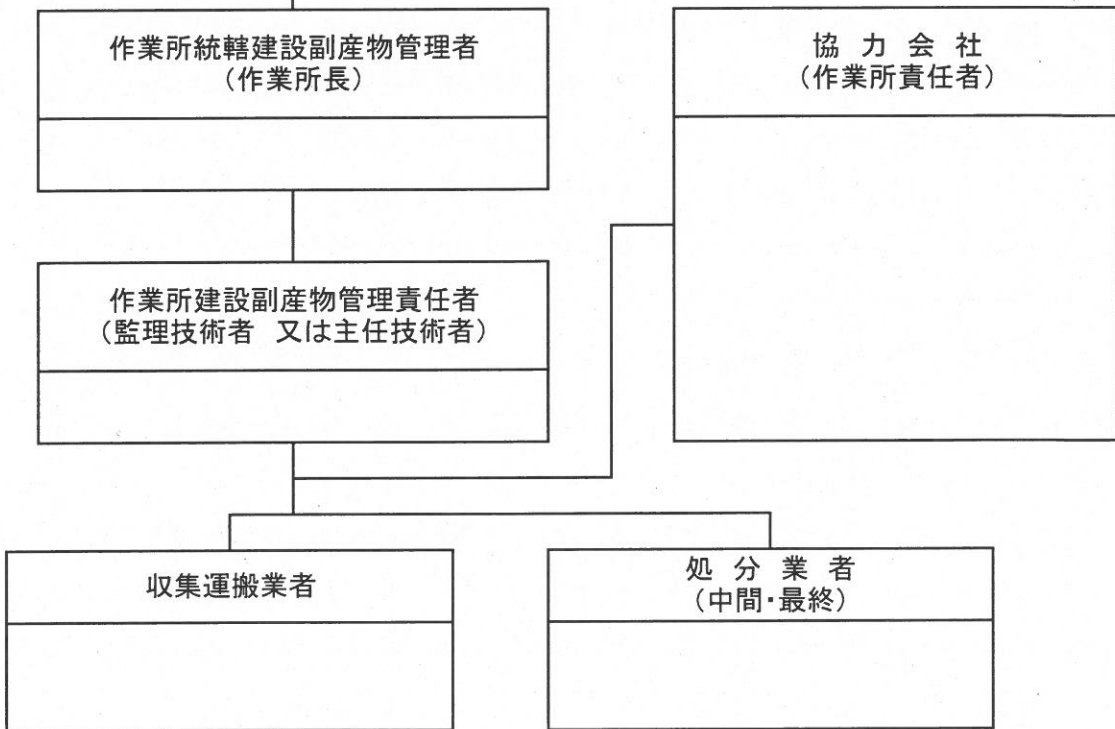 作業所統轄建設副産物管理者
（作業所長）
協 力 会 社
（作業所責任者）
作業所建設副産物管理責任者
（監理技術者 又は主任技術者）
収集運搬業者
処 分 業 者
（中間・最終）